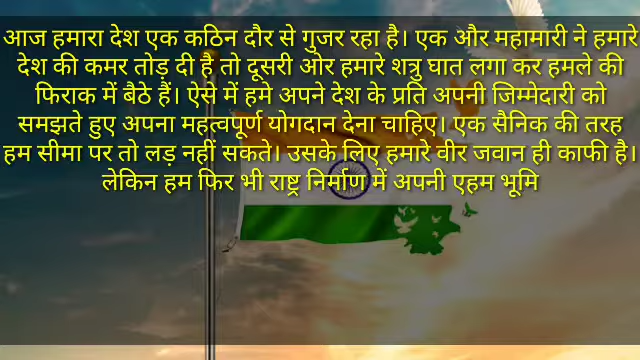 आज हमारा देश एक कठिन दौर से गुजर रहा है। एक और महामारी ने हमारे
देश की कमर तोड़ दी है तो दूसरी ओर हमारे शत्रु घात लगा कर हमले की
फिराक में बैठे हैं। ऐसे में हमे अपने देश के प्रति अपनी जिम्मेदारी को
समझते हुए अपना महत्वपूर्ण योगदान देना चाहिए। एक सैनिक की तरह
हम सीमा पर तो लड़ नहीं सकते। उसके लिए हमारे वीर जवान ही काफी है।
लेकिन हम फिर भी राष्ट्र निर्माण में अपनी एहम भूमि